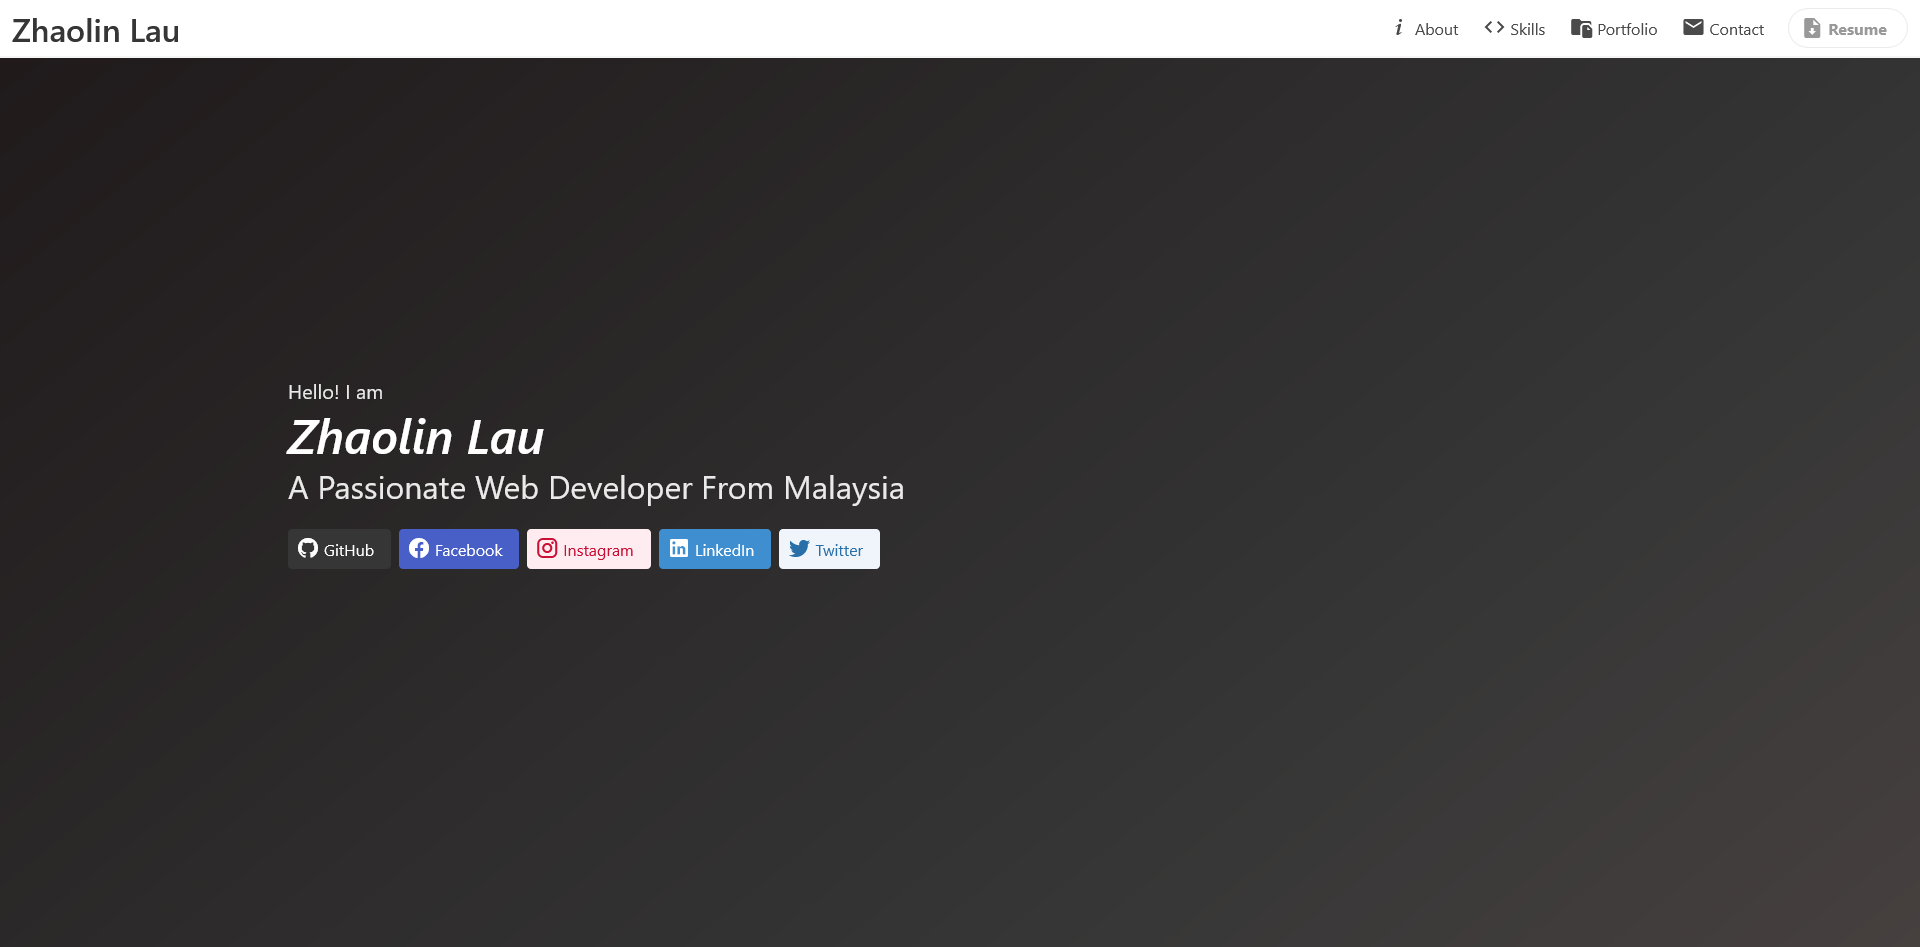 Zhaolin Lau
About
Skills
Portfolio
Contact
Resume
Hello! I am
Zhaolin Lau
A Passionate Web Developer From Malaysia
GitHub
Facebook
Instagram
LinkedIn
Twitter